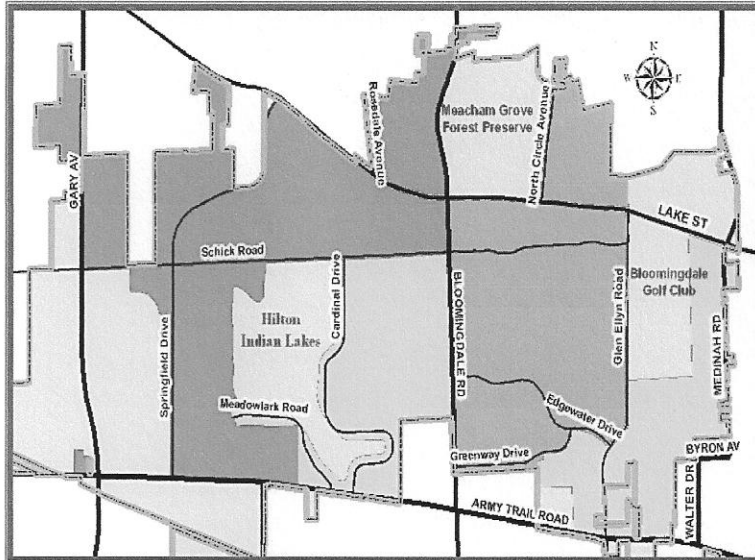 N
W
E
S
Meacham Grove
Forest Preserve
Rosedale Avenue
North Circle Avenue
GARY AV
LAKE ST
Schick Road
Cardinal Drive
Bloomingdale
Golf Club
Hilton
Indian Lakes
BLOOMINGDALE RD
Glen Ellyn Road
MEDINAH RD
Springfield Drive
Meadowlark Road
Edgewater Drive
Greenway Drive
BYRON AV
WALTER DR
ARMY TRAIL ROAD